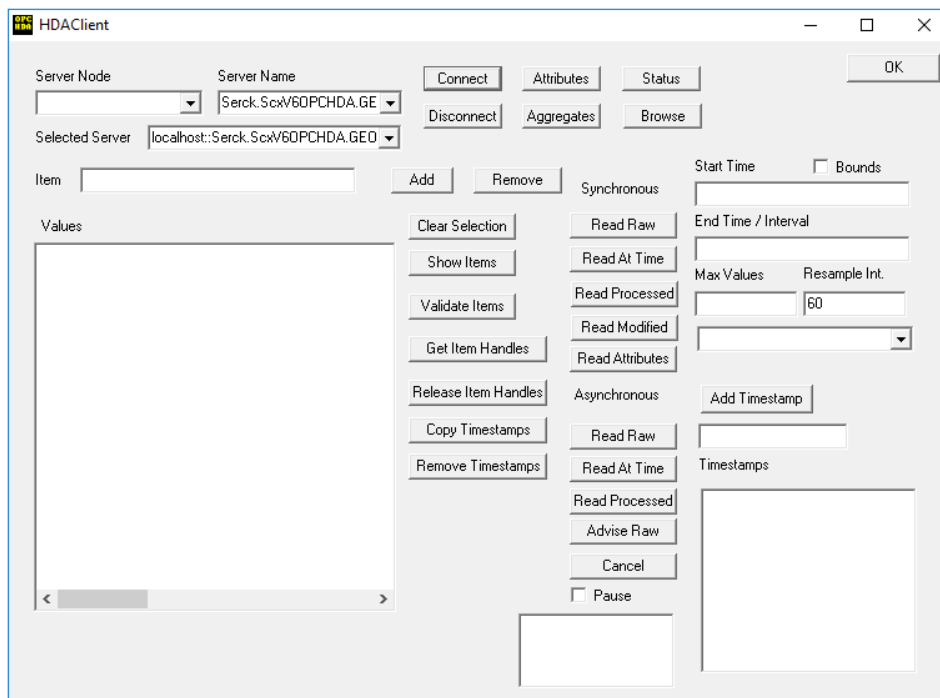 OPC HDA HDAClient
OK
Server Node Server Name Connect Attributes Status
Serck.ScxV6OPCHDA.GE
Disconnect Aggregates Browse
Selected Server localhost::Serck.ScxV6OPCHDA.GEO
Item Add Remove
Synchronous
Start Time Bounds
Values
Clear Selection Read Raw End Time / Interval
Show Items Read At Time
Max Values Resample Int.
Validate Items Read Processed 60
Read Modified
Get Item Handles Read Attributes
Release Item Handles Asynchronous Add Timestamp
Copy Timestamps Read Raw
Remove Timestamps Read At Time Timestamps
Read Processed
Advise Raw
Cancel
Pause